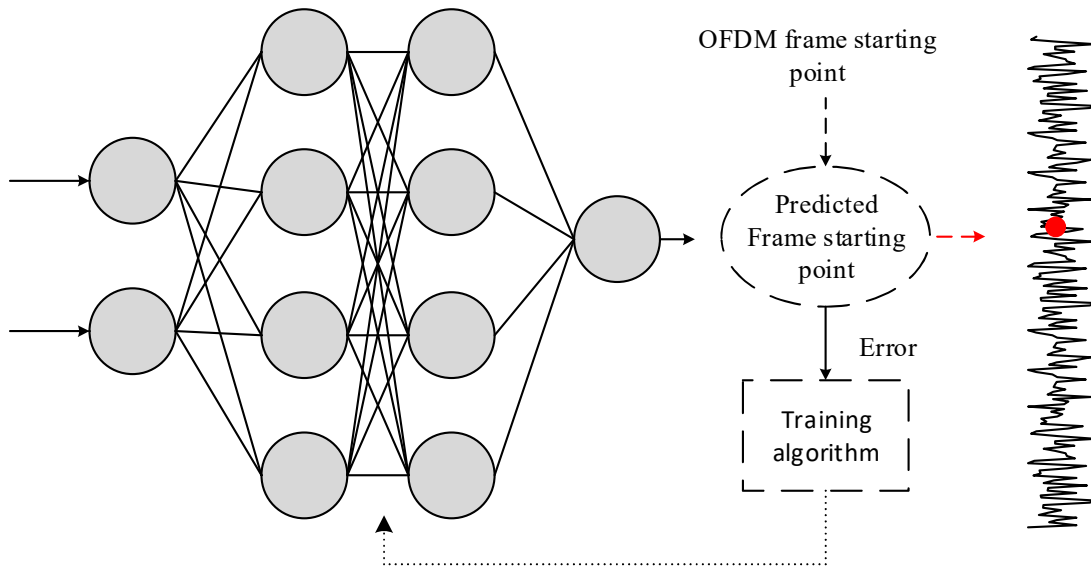 OFDM frame starting
point
Predicted
Frame starting
point
Error
Training
algorithm